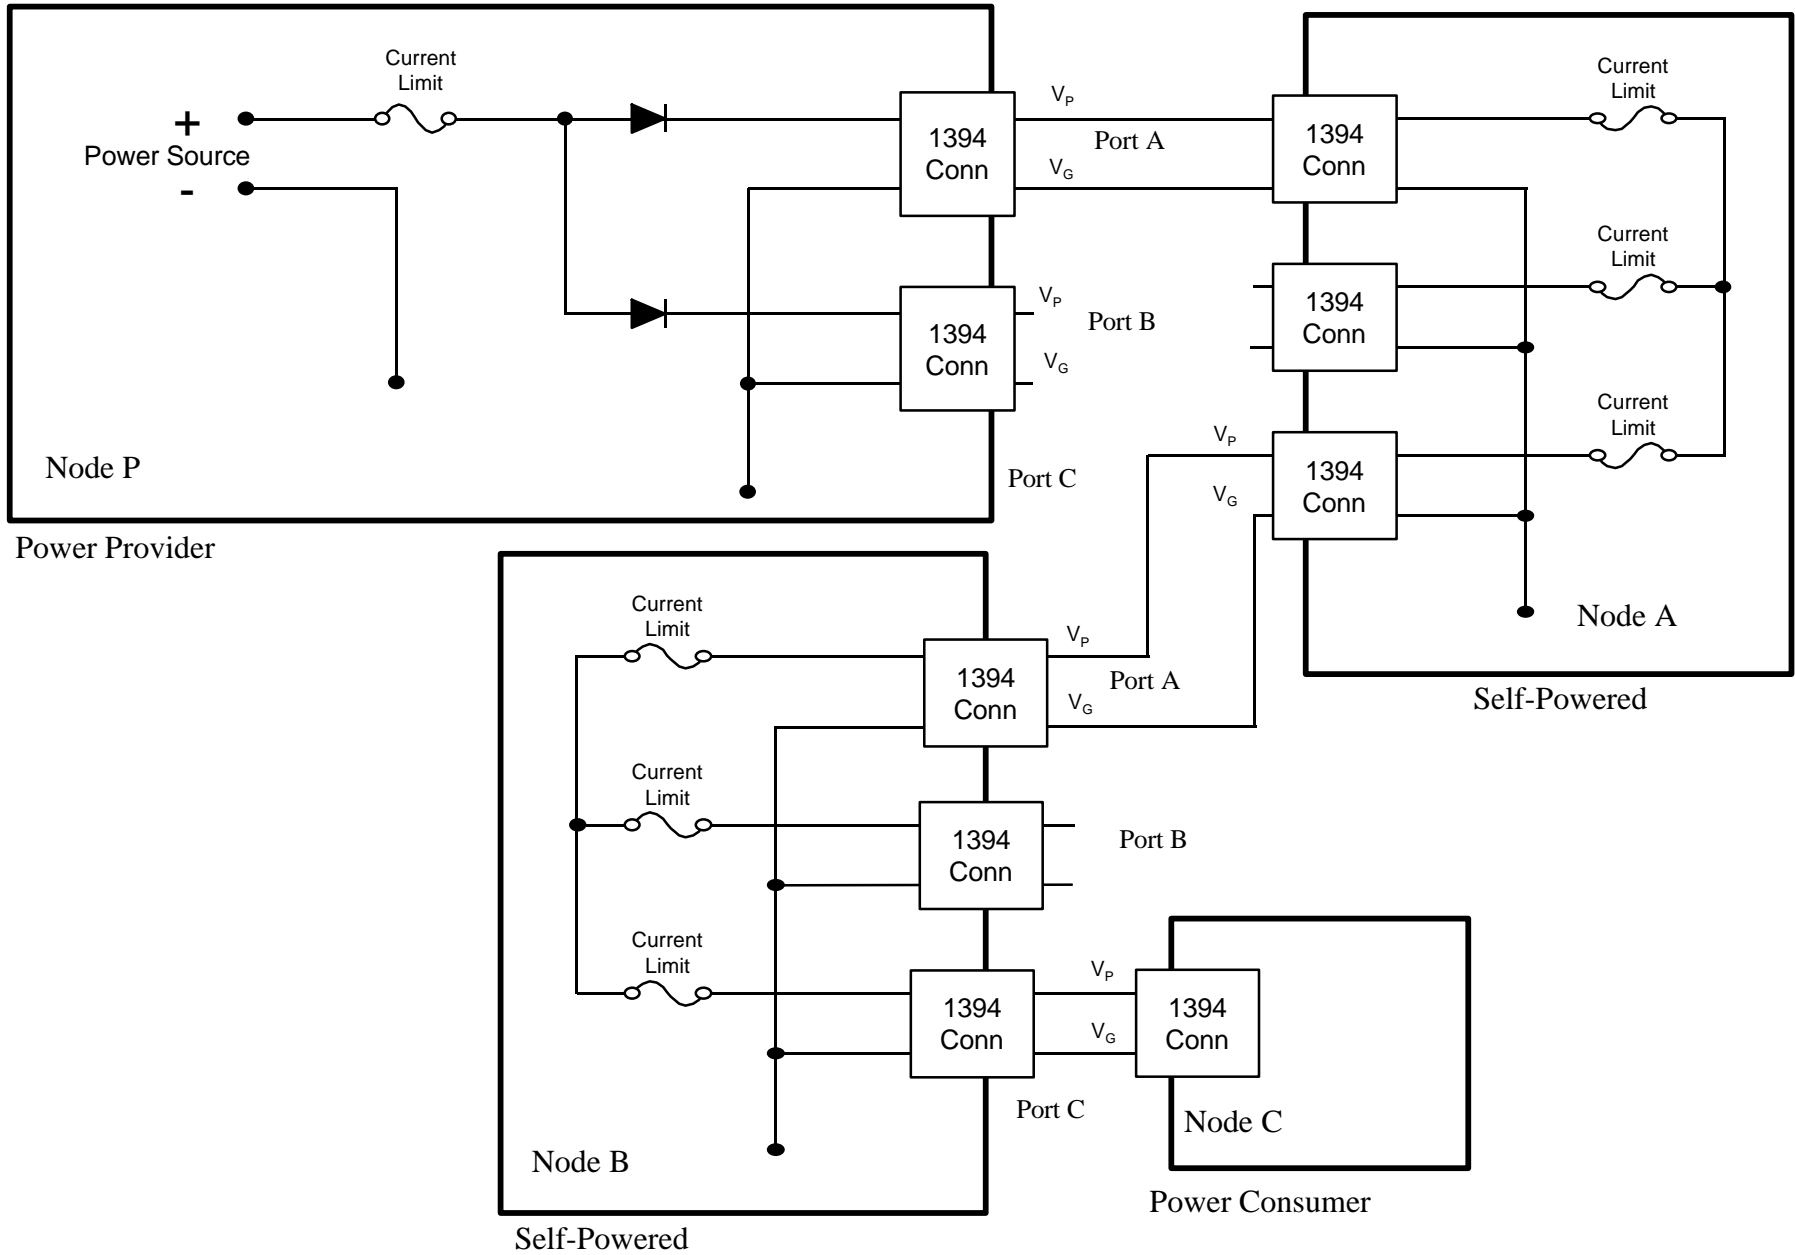 Current
Limit
+
Power Source
-
1394
Conn
VP
Port A
VG
1394
Conn
Current
Limit
1394
Conn
VP
Port B
VG
1394
Conn
Current
Limit
Node P
Port C
Power Provider
VP
VG
1394
Conn
Current
Limit
Node A
Self-Powered
Current
Limit
1394
Conn
VP
Port A
VG
Current
Limit
1394
Conn
Port B
Current
Limit
1394
Conn
VP
VG
1394
Conn
Port C
Node B
Node C
Self-Powered
Power Consumer